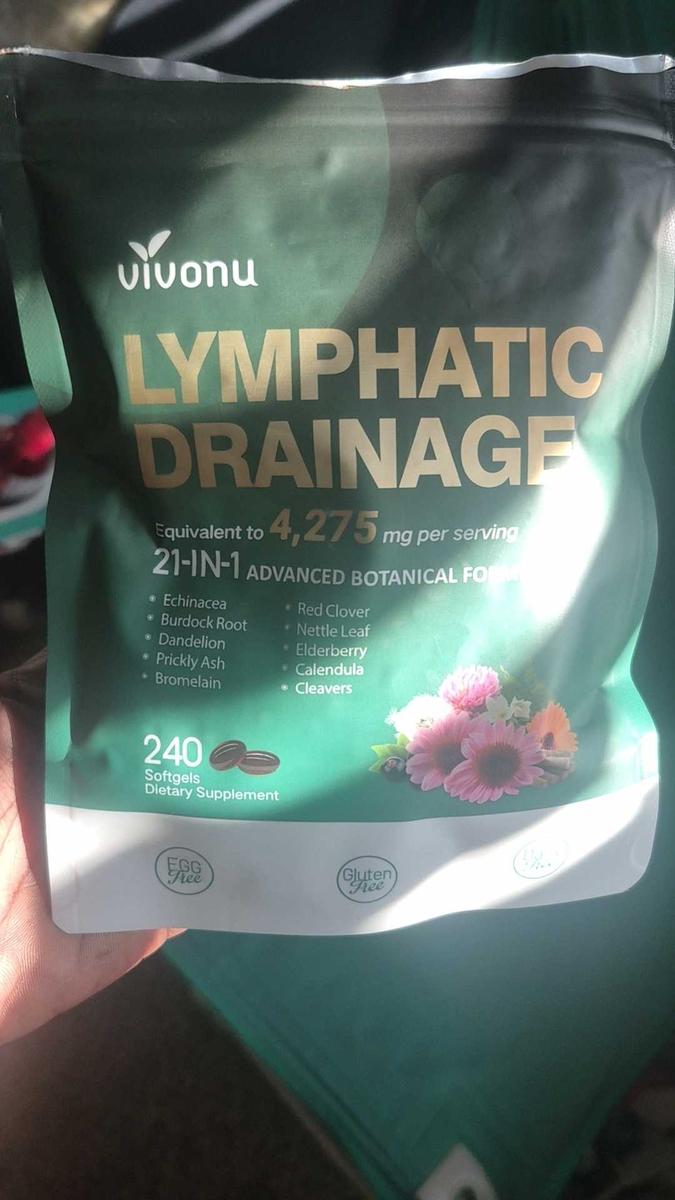 vivonu
LYMPHATIC
DRAINAGE
Equivalent to 4,275 mg per serving
21-IN-1 ADVANCED BOTANICAL
Echinacea
Burdock Root
Dandelion
Prickly Ash
Bromelain
Red Clover
Nettle Leaf
Elderberry
Calendula
Cleavers
240
Softgels
Dietary Supplement
EGG
Free
Gluten
Free
Free